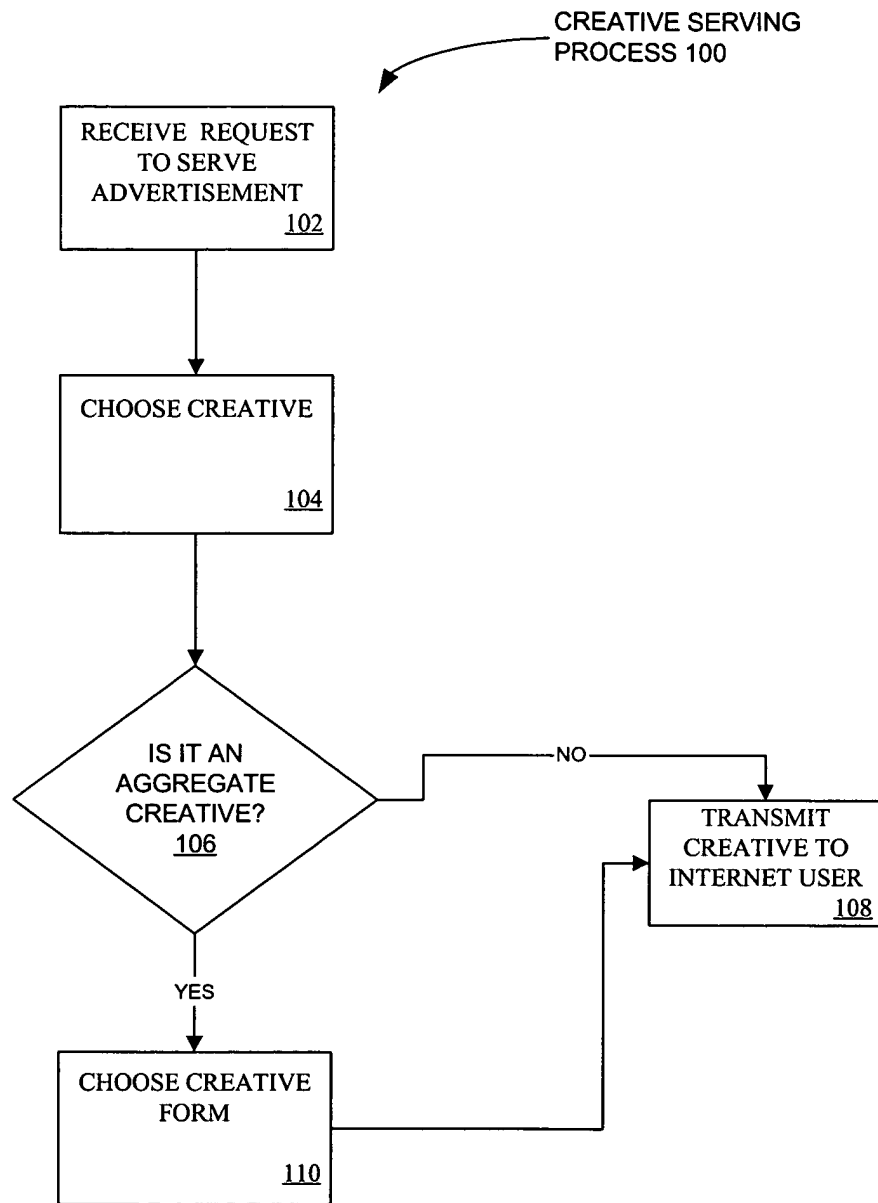 CREATIVE SERVING
PROCESS 100
RECEIVE REQUEST
TO SERVE
ADVERTISEMENT
102
CHOOSE CREATIVE
104
IS IT AN
AGGREGATE
CREATIVE?
106
NO
TRANSMIT
CREATIVE TO
INTERNET USER
108
YES
CHOOSE CREATIVE
FORM
110